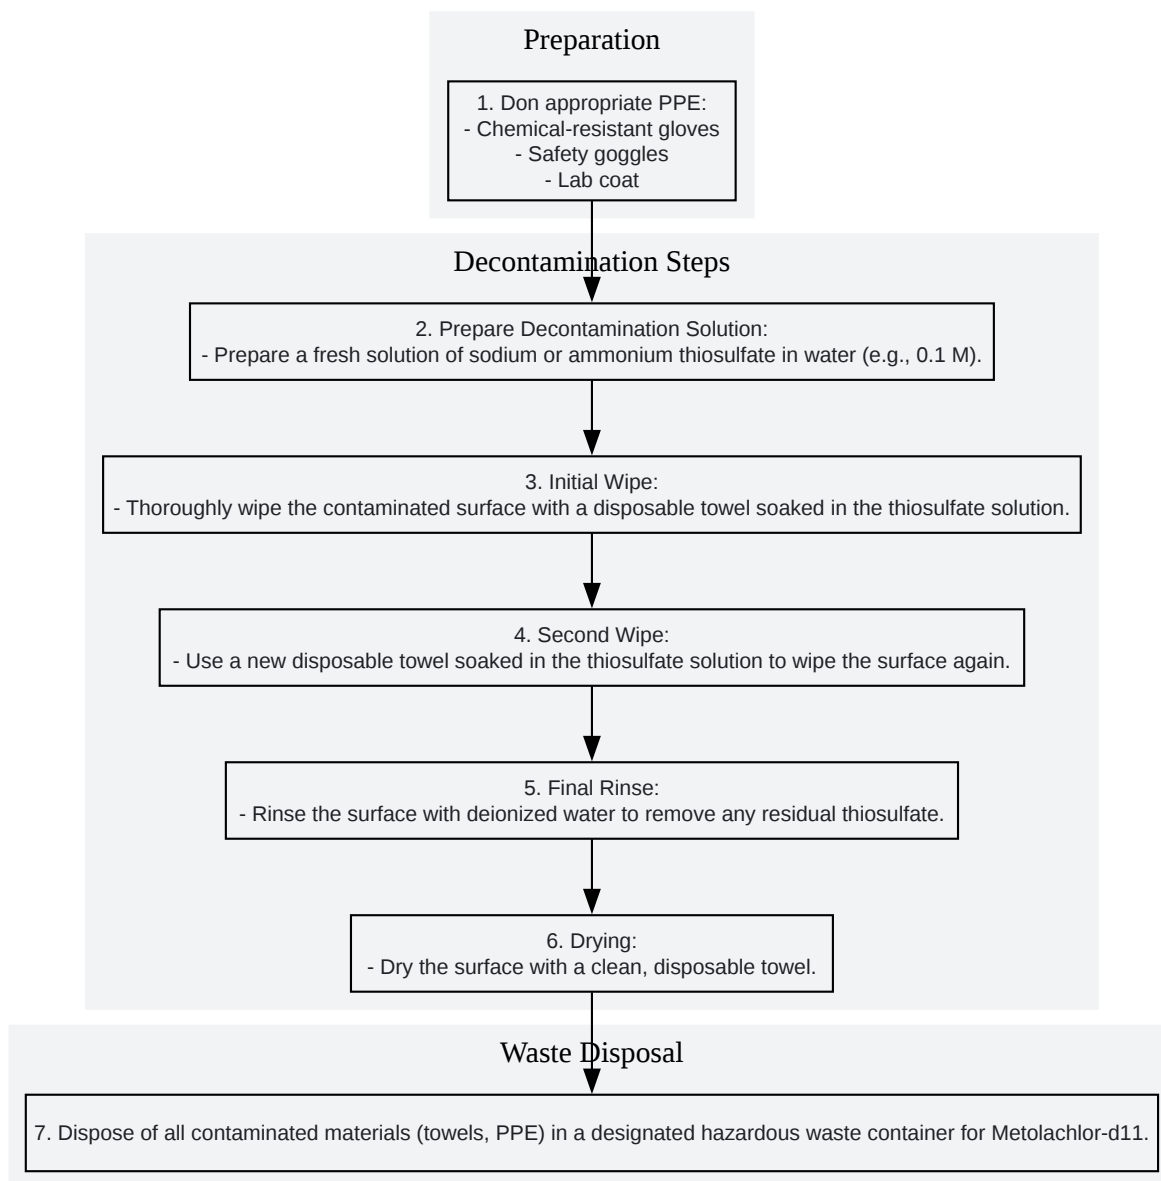 Preparation
1. Don appropriate PPE:
- Chemical-resistant gloves
- Safety goggles
- Lab coat
Decontamination Steps
2. Prepare Decontamination Solution:
- Prepare a fresh solution of sodium or ammonium thiosulfate in water (e.g., 0.1 M).
3. Initial Wipe:
- Thoroughly wipe the contaminated surface with a disposable towel soaked in the thiosulfate solution.
4. Second Wipe:
- Use a new disposable towel soaked in the thiosulfate solution to wipe the surface again.
5. Final Rinse:
- Rinse the surface with deionized water to remove any residual thiosulfate.
6. Drying:
- Dry the surface with a clean, disposable towel.
Waste Disposal
7. Dispose of all contaminated materials (towels, PPE) in a designated hazardous waste container for Metolachlor-d11.